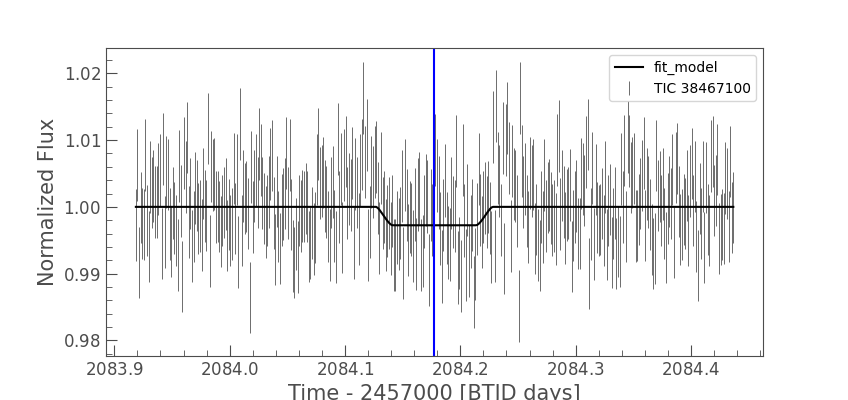 fit_model
TIC 38467100
1.02
1.01
1.00
0.99
0.98
Normalized Flux
2083.9 2084.0 2084.1 2084.2 2084.3 2084.4
Time - 2457000 [BTJD days]